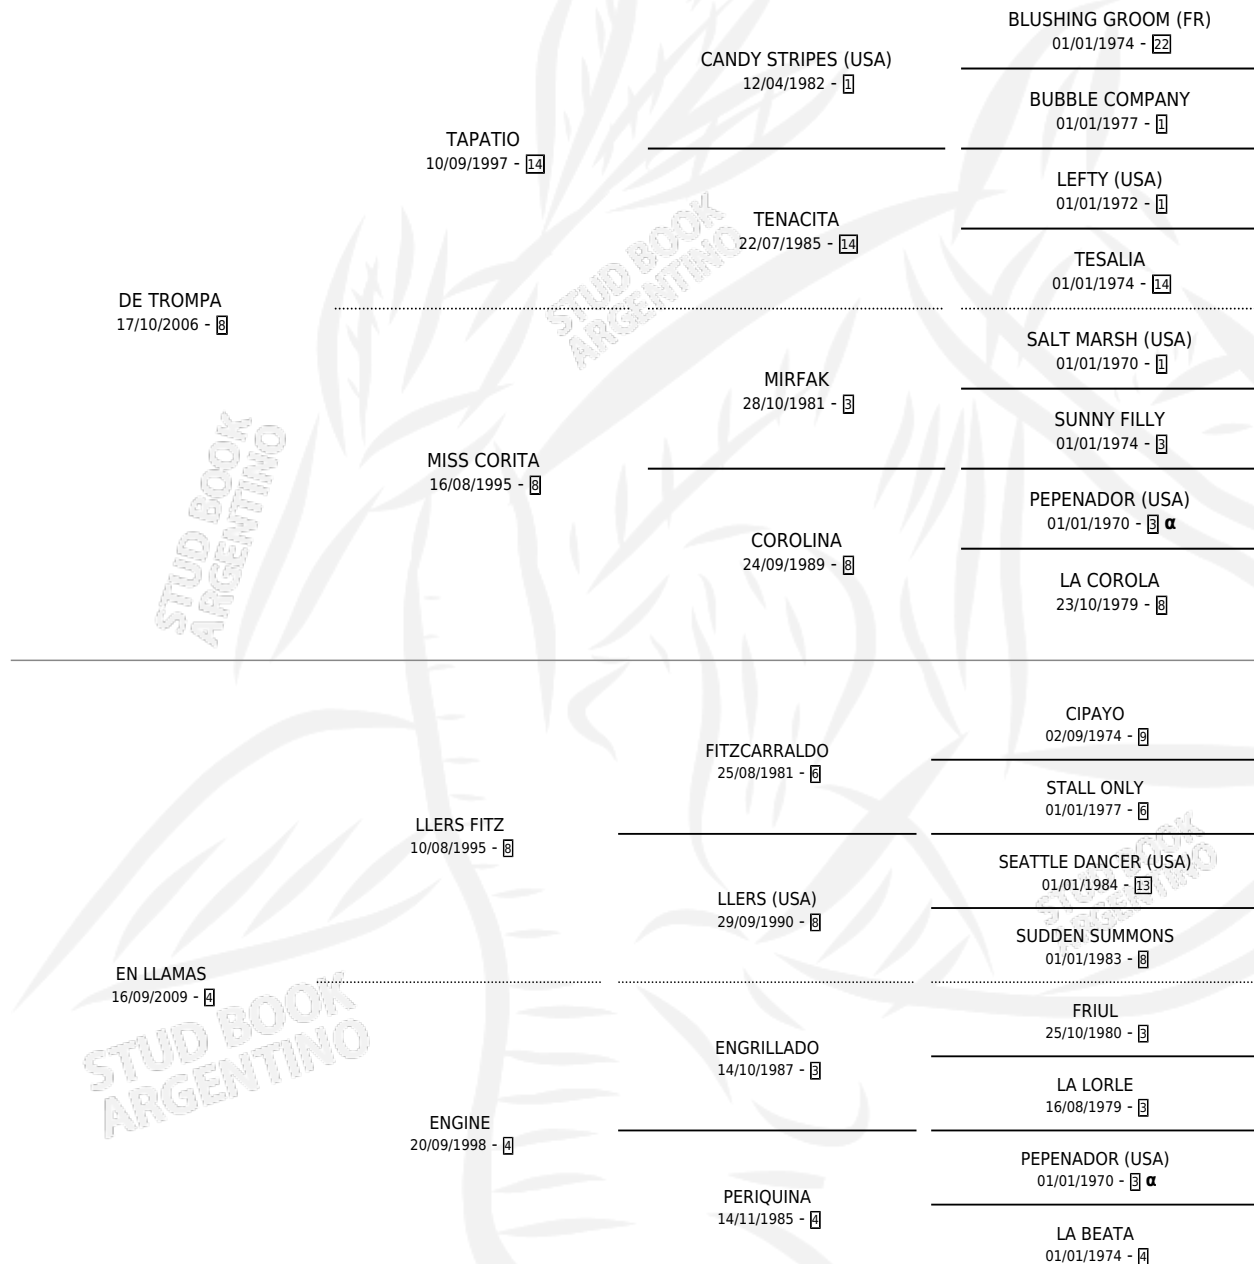 BLUSHING GROOM (FR)
01/01/1974 - 22
CANDY STRIPES (USA)
12/04/1982 - 1
BUBBLE COMPANY
01/01/1977 - 1
TAPATIO
10/09/1997 - 14
LEFTY (USA)
01/01/1972 - 1
TENACITA
22/07/1985 - 14
TESALIA
01/01/1974 - 14
DE TROMPA
17/10/2006 - 8
SALT MARSH (USA)
01/01/1970 - 1
MIRFAK
28/10/1981 - 3
SUNNY FILLY
01/01/1974 - 3
MISS CORITA
16/08/1995 - 8
PEPENADOR (USA)
01/01/1970 - 3 α
COROLINA
24/09/1989 - 8
LA COROLA
23/10/1979 - 8
CIPAYO
02/09/1974 - 9
FITZCARRALDO
25/08/1981 - 6
STALL ONLY
01/01/1977 - 6
LLERS FITZ
10/08/1995 - 8
SEATTLE DANCER (USA)
01/01/1984 - 13
LLERS (USA)
29/09/1990 - 8
SUDDEN SUMMONS
01/01/1983 - 8
EN LLAMAS
16/09/2009 - 4
FRIUL
25/10/1980 - 3
ENGRILLADO
14/10/1987 - 3
LA LORLE
16/08/1979 - 3
ENGINE
20/09/1998 - 4
PEPENADOR (USA)
01/01/1970 - 3 α
PERIQUINA
14/11/1985 - 4
LA BEATA
01/01/1974 - 4
STUD BOOK
ARGENTINO
STUD BOOK
ARGENTINO
STUD BOOK
ARGENTINO
STUD BOOK
ARGENTINO